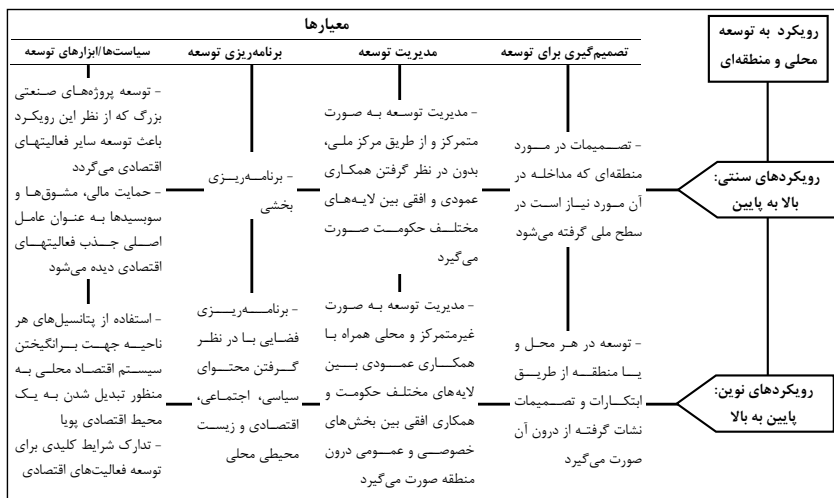 معیارها
رویکرد به توسعه
محلی و منطقه‌ای
تصمیم‌گیری برای توسعه
مدیریت توسعه
برنامه‌ریزی توسعه
سیاست‌ها/ابزارهای توسعه
رویکردهای سنتی:
بالا به پایین
- تصمیمات در مورد
منطقه‌ای که مداخله در
آن مورد نیاز است در
سطح ملی گرفته می‌شود
- مدیریت توسعه به صورت
متمرکز و از طریق مرکز ملی،
بدون در نظر گرفتن همکاری
عمودی و افقی بین لایه‌های
مختلف حکومت صورت
می‌گیرد
- برنامه‌ریزی
بخشی
- توسعه پروژه‌های صنعتی
بزرگ که از نظر این رویکرد
باعث توسعه سایر فعالیتهای
اقتصادی می‌گردد
- حمایت مالی، مشوق‌ها و
سوبسیدها به عنوان عامل
اصلی جذب فعالیتهای
اقتصادی دیده می‌شود
رویکردهای نوین:
پایین به بالا
- توسعه در هر محل و
یا منطقه از طریق
ابتکارات و تصمیمات
نشات گرفته از درون آن
صورت می‌گیرد
- مدیریت توسعه به صورت
غیرمتمرکز و محلی همراه با
همکاری عمودی بین
لایه‌های مختلف حکومت و
همکاری افقی بین بخش‌های
خصوصی و عمومی درون
منطقه صورت می‌گیرد
- برنامه‌ریزی
فضایی با در نظر
گرفتن محتوای
سیاسی، اجتماعی،
اقتصادی و زیست
محیطی محلی
- استفاده از پتانسیل‌های هر
ناحیه جهت برانگیختن
سیستم اقتصاد محلی به
منظور تبدیل شدن به یک
محیط اقتصادی پویا
- تدارک شرایط کلیدی برای
توسعه فعالیت‌های اقتصادی